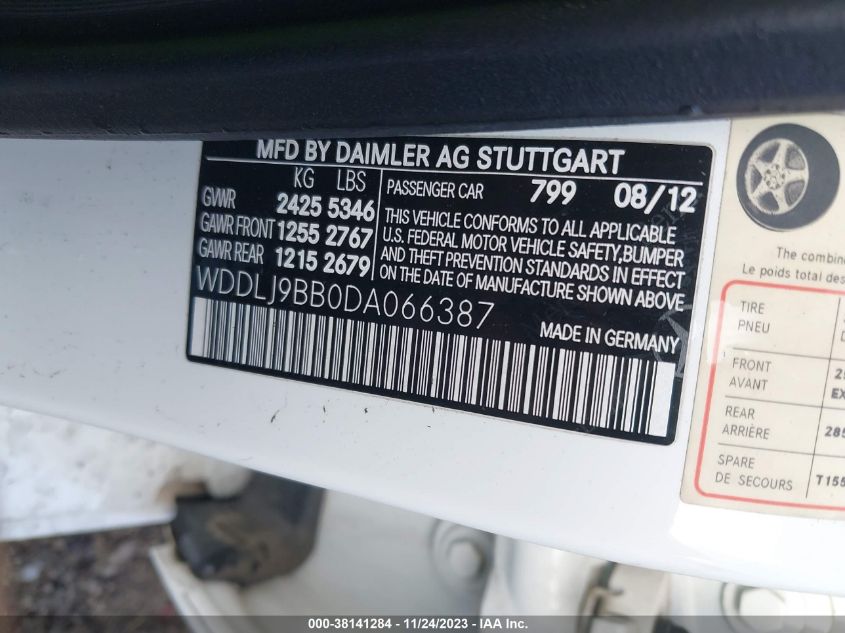 MFD BY DAIMLER AG STUTTGART
KG LBS
GVWR 2425 5346
GAWR FRONT 1255 2767
GAWR REAR 1215 2679
PASSENGER CAR 799 08/12
THIS VEHICLE CONFORMS TO ALL APPLICABLE
U.S. FEDERAL MOTOR VEHICLE SAFETY, BUMPER
AND THEFT PREVENTION STANDARDS IN EFFECT
ON THE DATE OF MANUFACTURE SHOWN ABOVE
WDDLJ9BB0DA066387
MADE IN GERMANY
The combin
Le poids total des
TIRE
PNEU
FRONT
AVANT
EX
REAR
ARRIÈRE
285
SPARE
DE SECOURS
T155
000-38141284 - 11/24/2023 - IAA Inc.